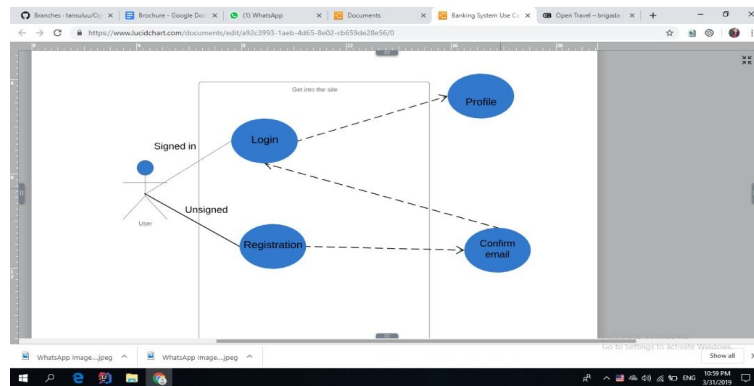 Branches - tansuluu/Op
Brochure - Google Doc
(1) WhatsApp
Documents
Banking System Use Ca
Open Travel – brigada
https://www.lucidchart.com/documents/edit/a92c3993-1aeb-4d65-8e02-cb659de28e56/0
Get into the site
Profile
Login
Signed in
Unsigned
User
Registration
Confirm
email
Go to Settings to activate Windows.
WhatsApp Image....jpeg
WhatsApp Image....jpeg
Show all
ENG
10:59 PM
3/31/2019